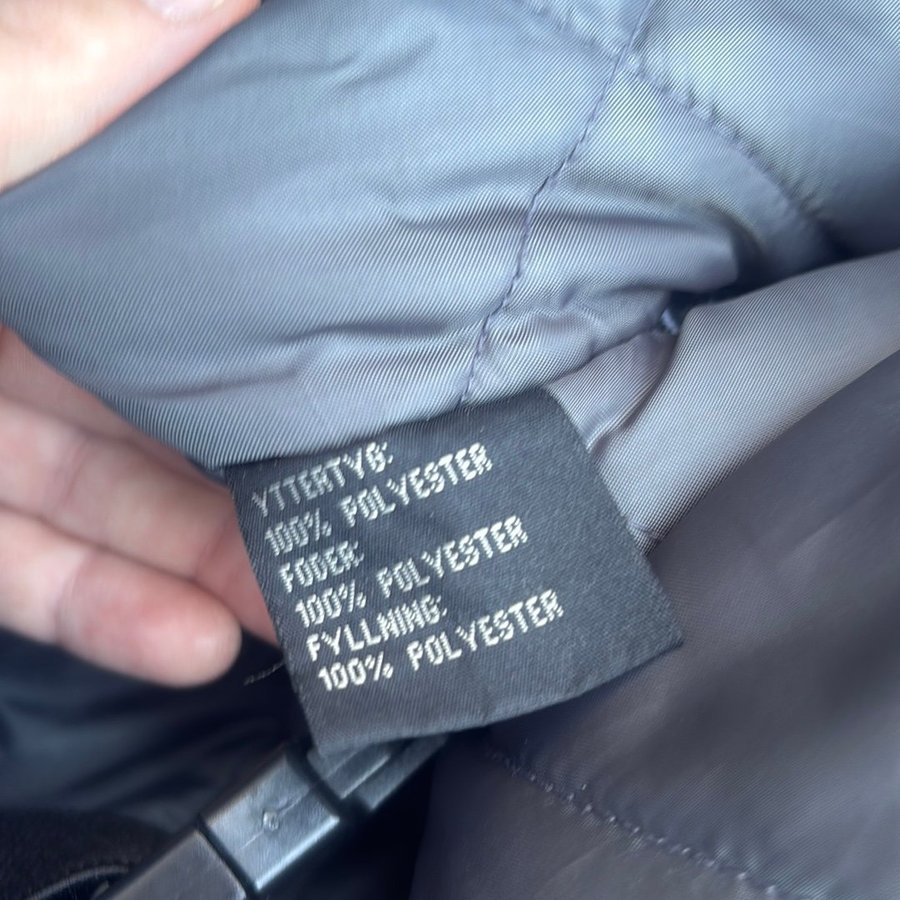 YTTERTYG:
100% POLYESTER
FODER:
100% POLYESTER
FYLLNING:
100% POLYESTER